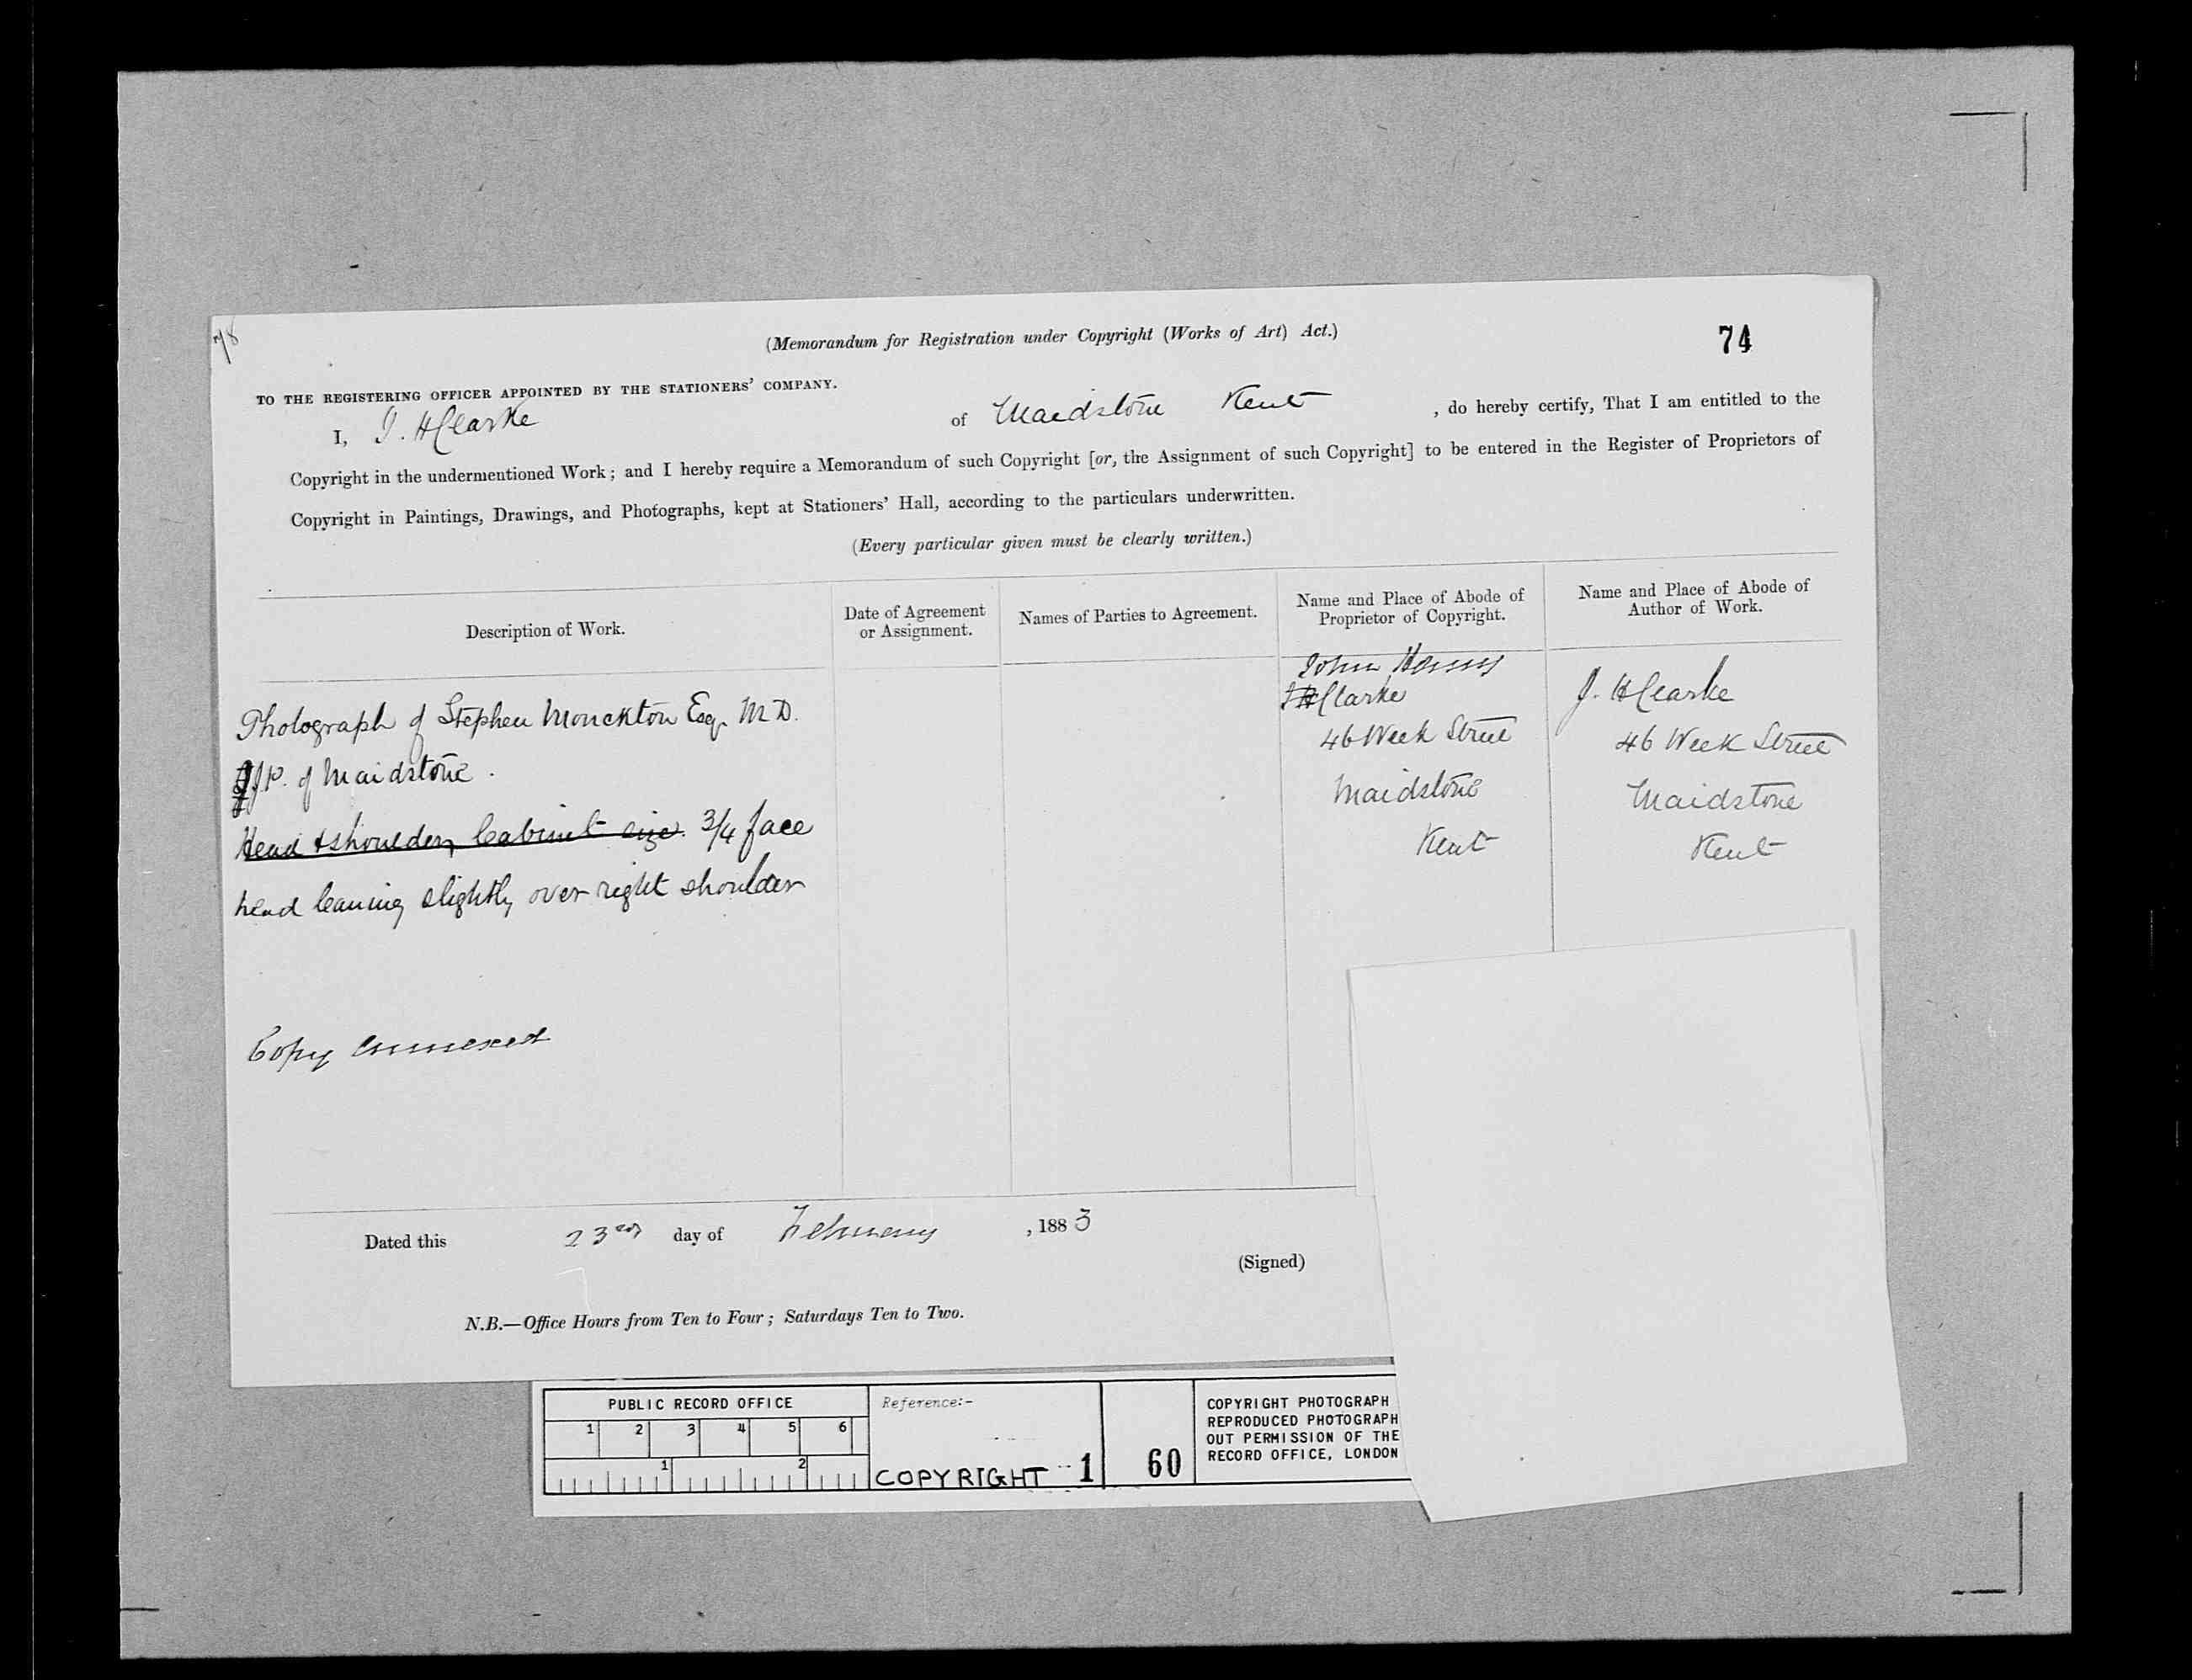 (Memorandum for Registration under Copyright (Works of Art) Act.)
74
TO THE REGISTERING OFFICER APPOINTED BY THE STATIONERS' COMPANY.
I, J. H Clarke of Maidstone Kent , do hereby certify, That I am entitled to the
Copyright in the undermentioned Work; and I hereby require a Memorandum of such Copyright [or, the Assignment of such Copyright] to be entered in the Register of Proprietors of
Copyright in Paintings, Drawings, and Photographs, kept at Stationers' Hall, according to the particulars underwritten.
(Every particular given must be clearly written.)
Description of Work.
Date of Agreement
or Assignment.
Names of Parties to Agreement.
Name and Place of Abode of
Proprietor of Copyright.
Name and Place of Abode of
Author of Work.
Photograph of Stephen Monckton Esq. M.D.
J.P. of Maidstone.
Head & shoulders, Cabinet size. 3/4 face
head leaning slightly over right shoulder
Copy annexed
John Henry
J H Clarke
46 Week Street
Maidstone
Kent
J. H Clarke
46 Week Street
Maidstone
Kent
Dated this 23rd day of February , 1883
(Signed)
N.B.—Office Hours from Ten to Four; Saturdays Ten to Two.
PUBLIC RECORD OFFICE
1 2 3 4 5 6
1 2
Reference:-
COPYRIGHT 1
60
COPYRIGHT PHOTOGRAPH
REPRODUCED PHOTOGRAPH
OUT PERMISSION OF THE
RECORD OFFICE, LONDON